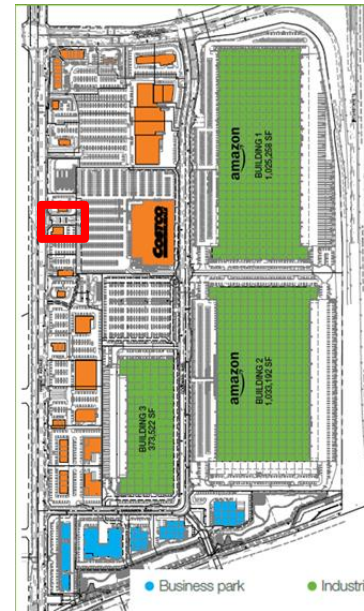 amazon
BUILDING 1
1,025,258 SF
Costco
amazon
BUILDING 2
1,033,192 SF
BUILDING 3
373,522 SF
Business park
Industri